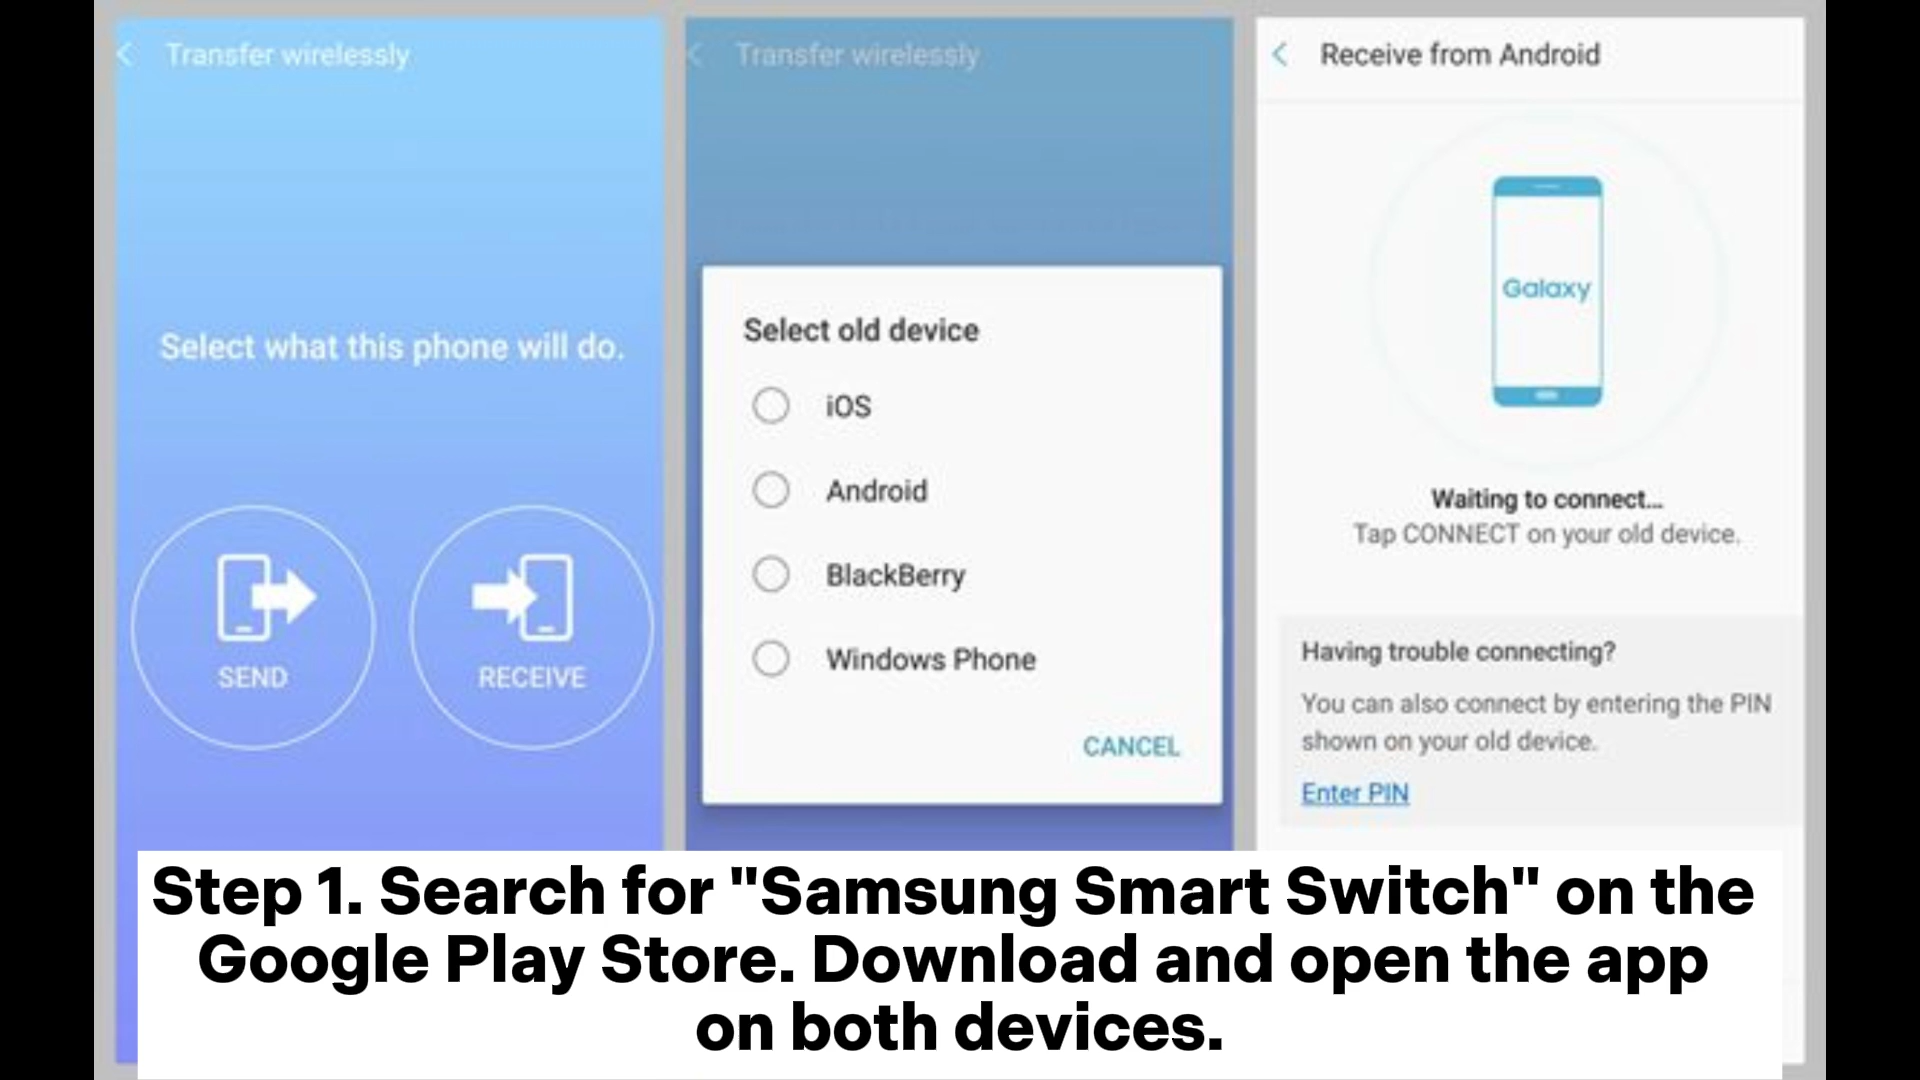 Transfer wirelessly
Select what this phone will do.
SEND
RECEIVE
Transfer wirelessly
Select old device
iOS
Android
BlackBerry
Windows Phone
CANCEL
Receive from Android
Galaxy
Waiting to connect...
Tap CONNECT on your old device.
Having trouble connecting?
You can also connect by entering the PIN
shown on your old device.
Enter PIN
Step 1. Search for "Samsung Smart Switch" on the
Google Play Store. Download and open the app
on both devices.